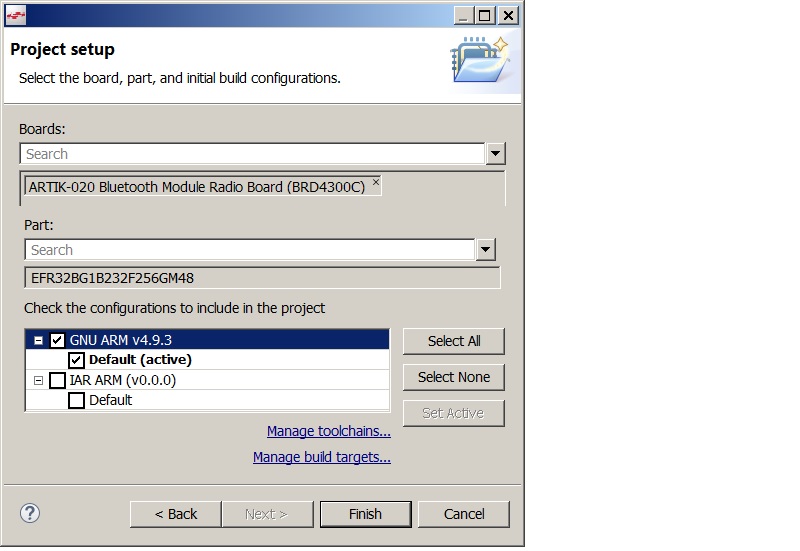 Project setup
Select the board, part, and initial build configurations.
Boards:
Search
ARTIK-020 Bluetooth Module Radio Board (BRD4300C) ×
Part:
Search
EFR32BG1B232F256GM48
Check the configurations to include in the project
GNU ARM v4.9.3
Select All
Default (active)
IAR ARM (v0.0.0)
Select None
Default
Set Active
Manage toolchains...
Manage build targets...
?
< Back
Next >
Finish
Cancel